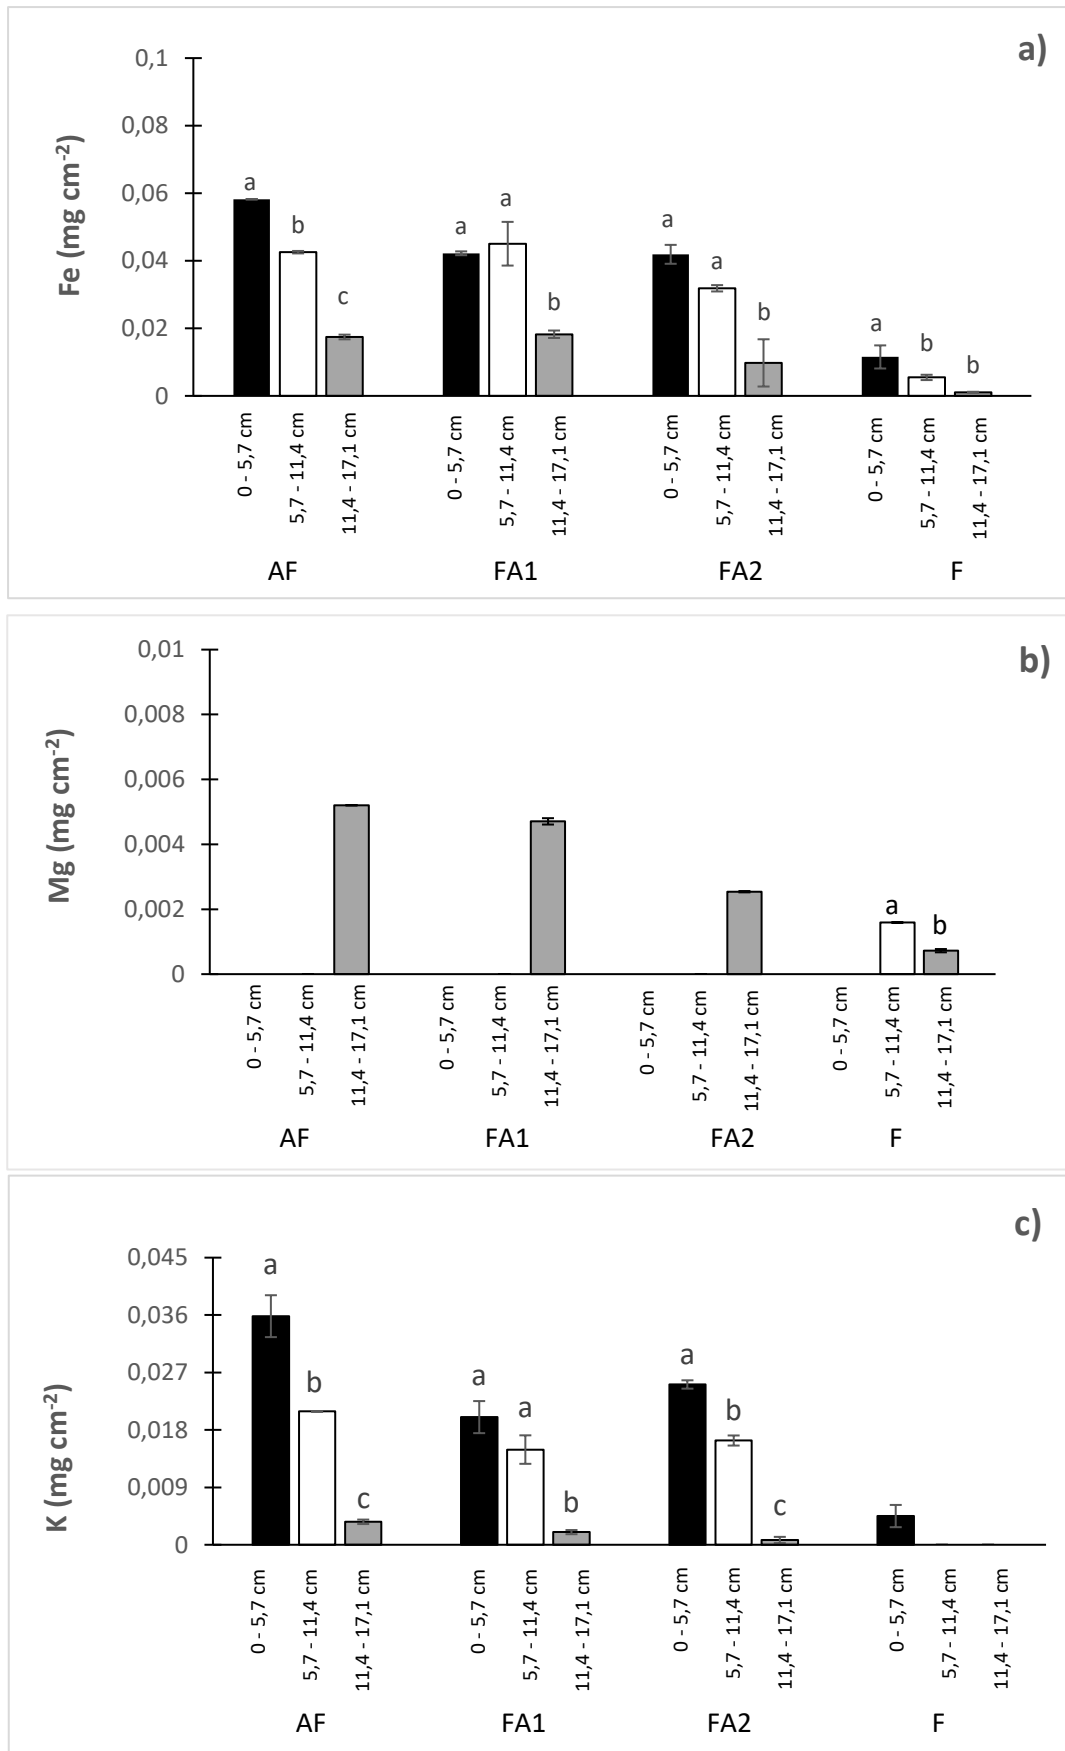 a)
Fe (mg cm-2)
0,1
0,08
0,06
0,04
0,02
0
a
b
c
a
a
b
a
a
b
a
b
b
0 - 5,7 cm
5,7 - 11,4 cm
11,4 - 17,1 cm
0 - 5,7 cm
5,7 - 11,4 cm
11,4 - 17,1 cm
0 - 5,7 cm
5,7 - 11,4 cm
11,4 - 17,1 cm
0 - 5,7 cm
5,7 - 11,4 cm
11,4 - 17,1 cm
AF FA1 FA2 F
b)
Mg (mg cm-2)
0,01
0,008
0,006
0,004
0,002
0
a
b
0 - 5,7 cm
5,7 - 11,4 cm
11,4 - 17,1 cm
0 - 5,7 cm
5,7 - 11,4 cm
11,4 - 17,1 cm
0 - 5,7 cm
5,7 - 11,4 cm
11,4 - 17,1 cm
0 - 5,7 cm
5,7 - 11,4 cm
11,4 - 17,1 cm
AF FA1 FA2 F
c)
K (mg cm-2)
0,045
0,036
0,027
0,018
0,009
0
a
b
c
a
a
b
a
b
c
0 - 5,7 cm
5,7 - 11,4 cm
11,4 - 17,1 cm
0 - 5,7 cm
5,7 - 11,4 cm
11,4 - 17,1 cm
0 - 5,7 cm
5,7 - 11,4 cm
11,4 - 17,1 cm
0 - 5,7 cm
5,7 - 11,4 cm
11,4 - 17,1 cm
AF FA1 FA2 F